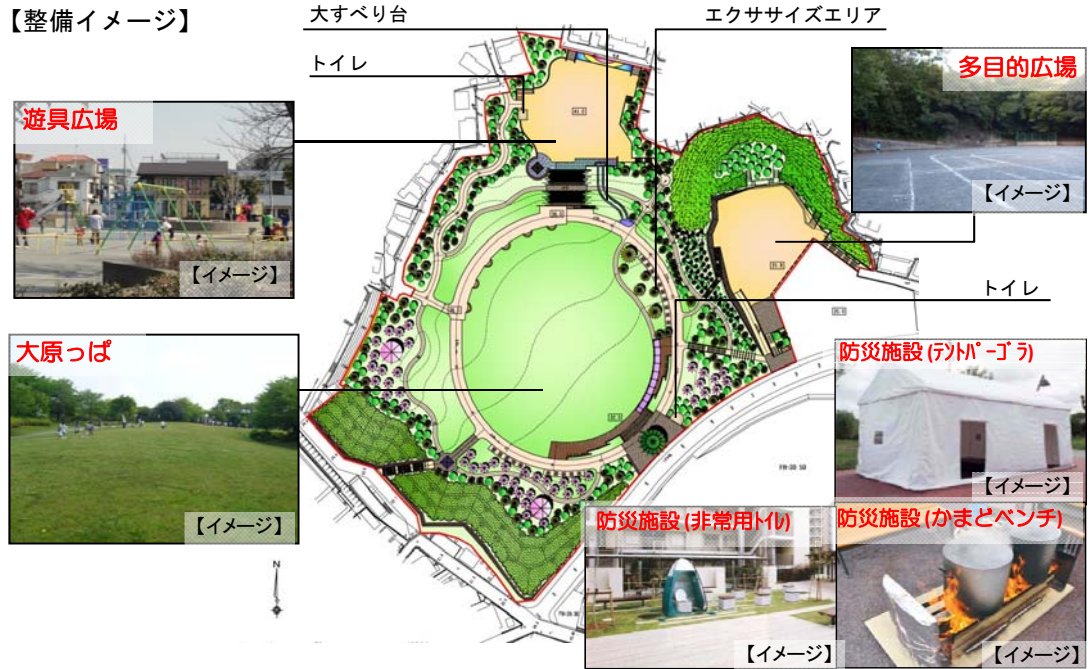 【整備イメージ】
大すべり台
エクササイズエリア
トイレ
多目的広場
【イメージ】
遊具広場
【イメージ】
トイレ
大原っぱ
【イメージ】
防災施設(テントパーゴラ)
【イメージ】
防災施設(非常用トイレ)
【イメージ】
防災施設(かまどベンチ)
【イメージ】
N